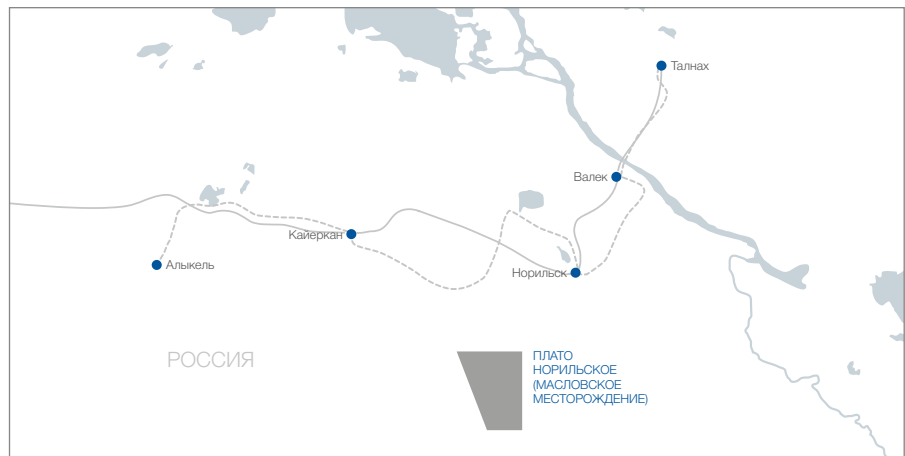 Талнах
Валек
Кайеркан
Алыкель
Норильск
РОССИЯ
ПЛАТО
НОРИЛЬСКОЕ
(МАСЛОВСКОЕ
МЕСТОРОЖДЕНИЕ)